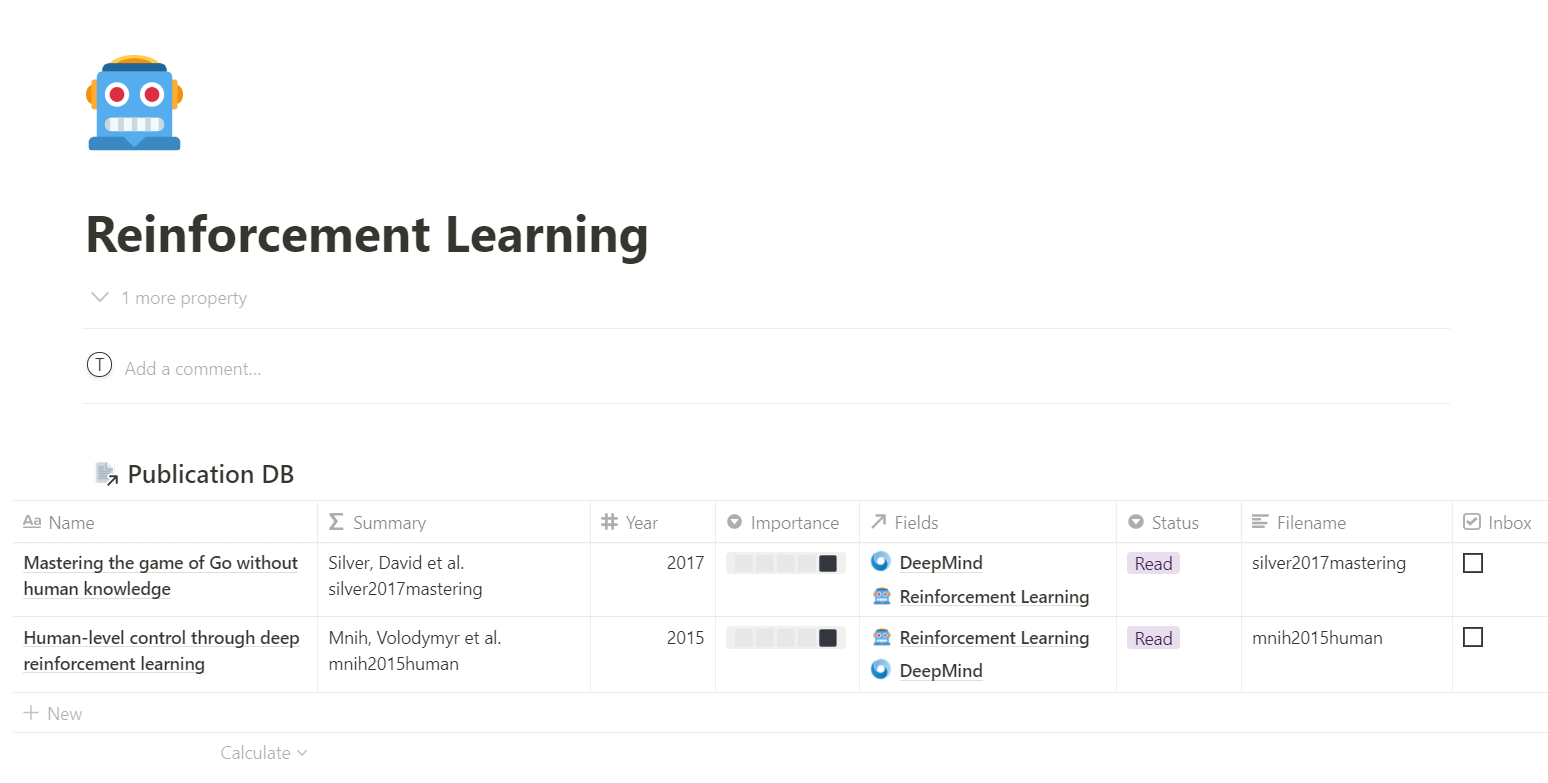 Reinforcement Learning
1 more property
T Add a comment...
Publication DB
Aa Name Summary Year Importance Fields Status Filename Inbox
Mastering the game of Go without Silver, David et al. 2017 DeepMind Read silver2017mastering
human knowledge silver2017mastering Reinforcement Learning
Human-level control through deep Mnih, Volodymyr et al. 2015 Reinforcement Learning Read mnih2015human
reinforcement learning mnih2015human DeepMind
+ New
Calculate